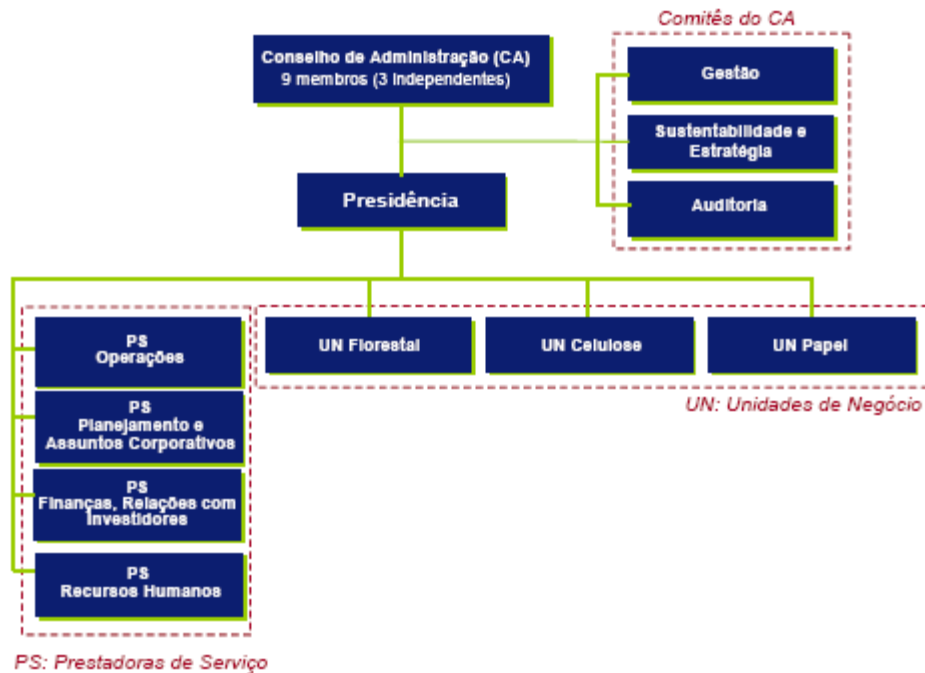 Comitês do CA
Conselho de Administração (CA)
9 membros (3 Independentes)
Gestão
Sustentabilidade e
Estratégia
Auditoria
Presidência
PS
Operações
PS
Planejamento e
Assuntos Corporativos
PS
Finanças, Relações com
Investidores
PS
Recursos Humanos
UN Florestal
UN Celulose
UN Papel
UN: Unidades de Negócio
PS: Prestadoras de Serviço